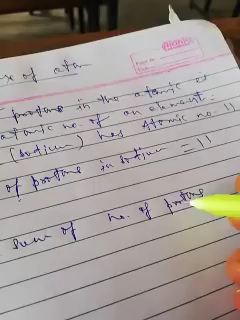 of atom
protons in the atomic is
atomic no. of an element.
(sodium) has Atomic no. 11
of protons in sodium = 11
sum of no. of protons